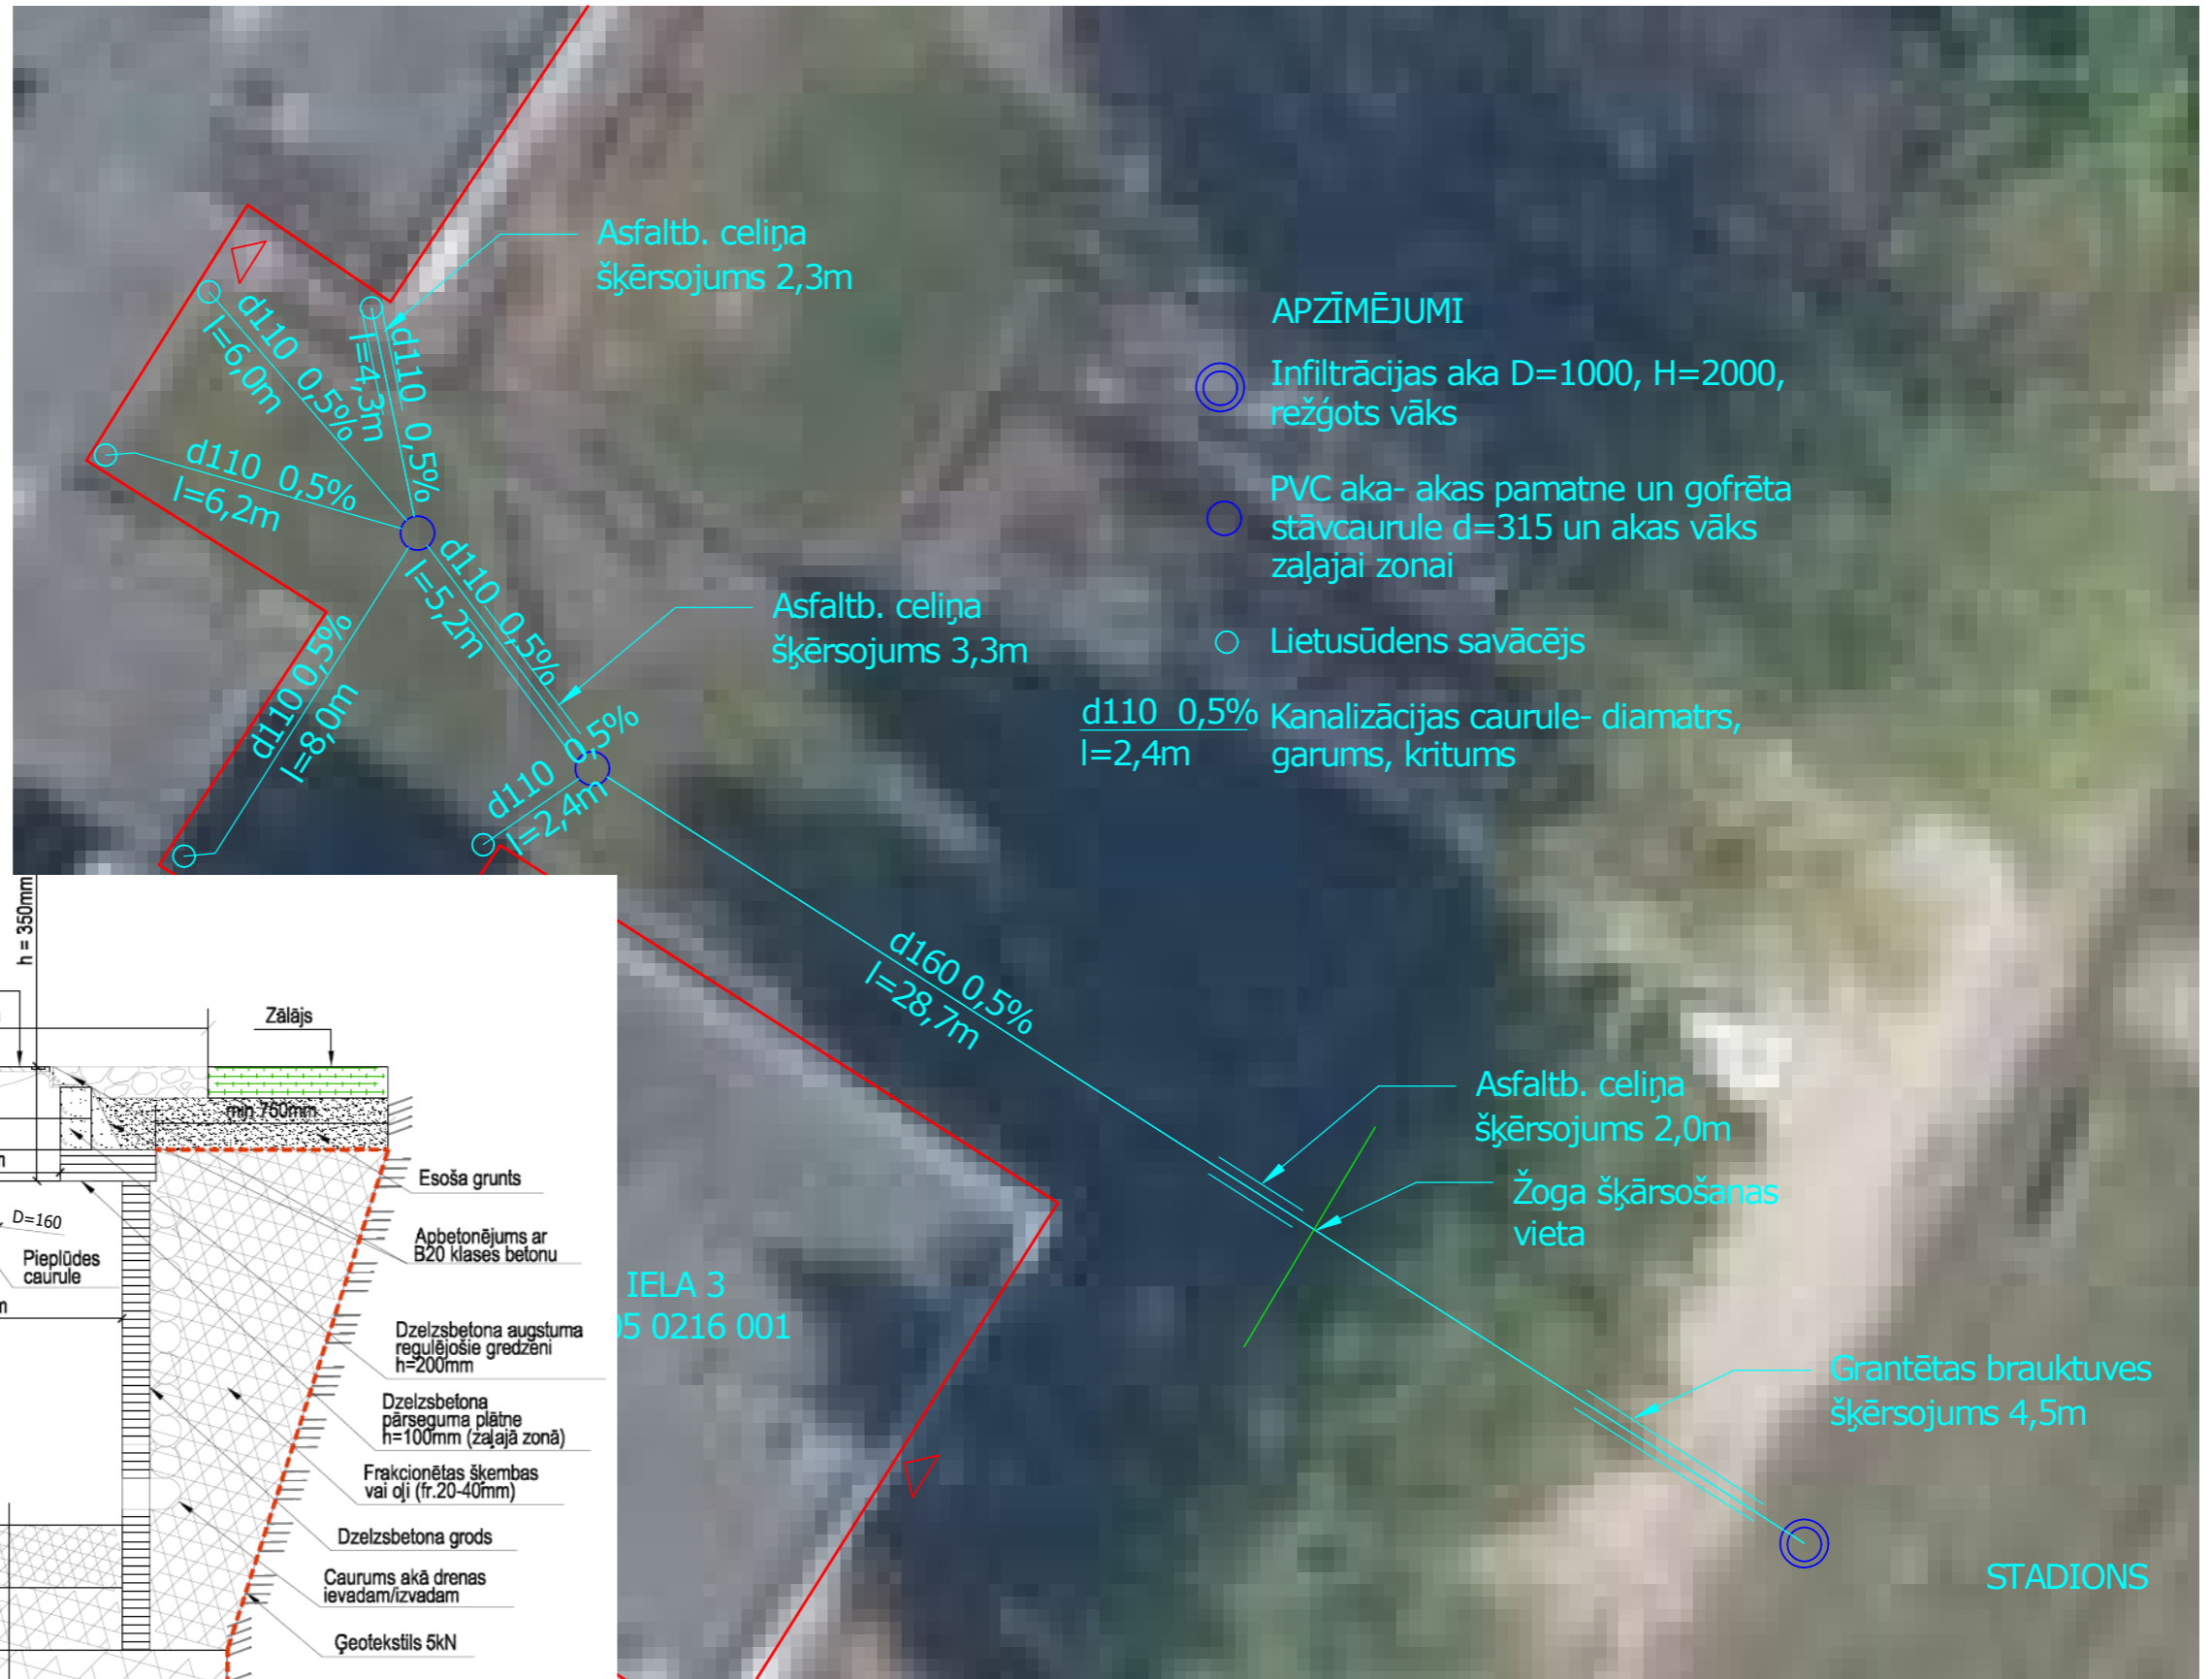 Asfaltb. celiņa
šķērsojums 2,3m
d110 0,5%
l=6,0m
d110 0,5%
l=4,3m
d110 0,5%
l=6,2m
d110 0,5%
l=5,2m
Asfaltb. celiņa
šķērsojums 3,3m
d110 0,5%
l=8,0m
d110 0,5%
l=2,4m
APZĪMĒJUMI
Infiltrācijas aka D=1000, H=2000,
režģots vāks
PVC aka- akas pamatne un gofrēta
stāvcaurule d=315 un akas vāks
zaļajai zonai
Lietusūdens savācējs
d110 0,5%
l=2,4m
Kanalizācijas caurule- diamatrs,
garums, kritums
d160 0,5%
l=28,7m
Asfaltb. celiņa
šķērsojums 2,0m
Žoga šķārsošanas
vieta
Grantētas brauktuves
šķērsojums 4,5m
STADIONS
IELA 3
05 0216 001
h = 350mm
Zālājs
min 750mm
Esoša grunts
D=160
Pieplūdes
caurule
Apbetonējums ar
B20 klases betonu
Dzelzsbetona augstuma
regulējošie gredzeni
h=200mm
Dzelzsbetona
pārseguma plātne
h=100mm (zaļajā zonā)
Frakcionētas šķembas
vai oļi (fr.20-40mm)
Dzelzsbetona grods
Caurums akā drenas
ievadam/izvadam
Ģeotekstils 5kN